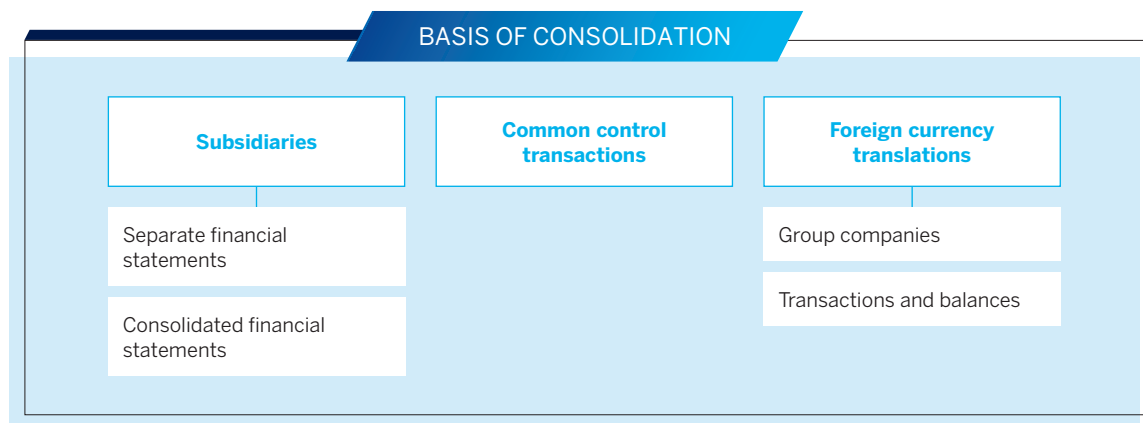 BASIS OF CONSOLIDATION
Subsidiaries
Separate financial
statements
Consolidated financial
statements
Common control
transactions
Foreign currency
translations
Group companies
Transactions and balances